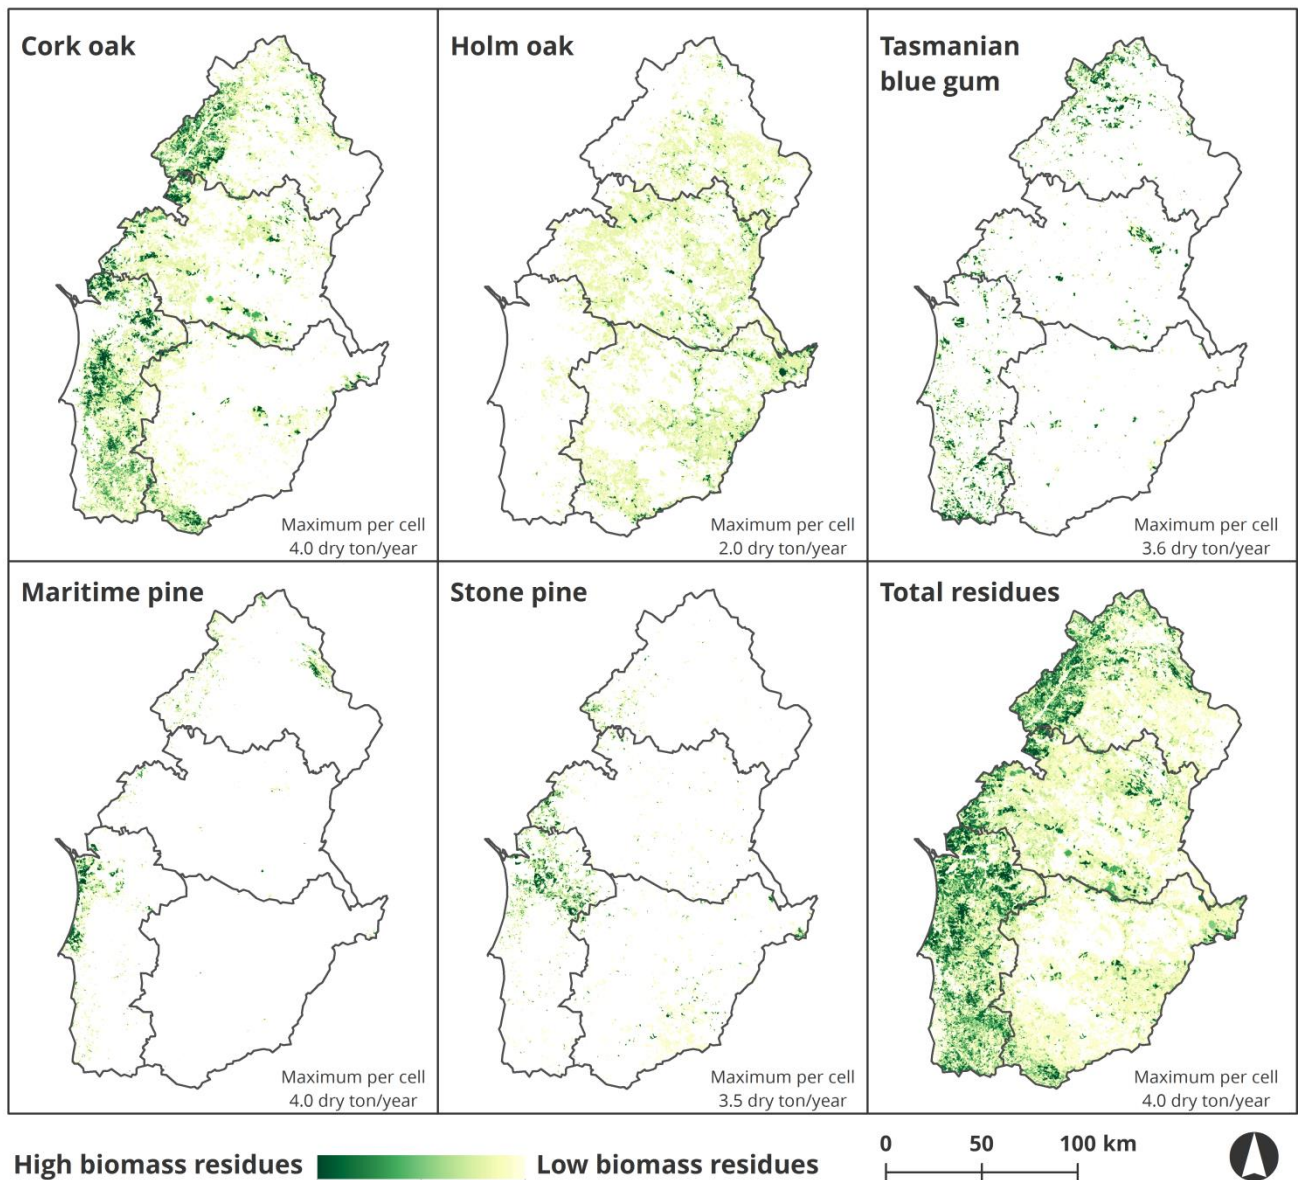 Cork oak
Maximum per cell
4.0 dry ton/year
Holm oak
Maximum per cell
2.0 dry ton/year
Tasmanian
blue gum
Maximum per cell
3.6 dry ton/year
Maritime pine
Maximum per cell
4.0 dry ton/year
Stone pine
Maximum per cell
3.5 dry ton/year
Total residues
Maximum per cell
4.0 dry ton/year
High biomass residues
Low biomass residues
0 50 100 km